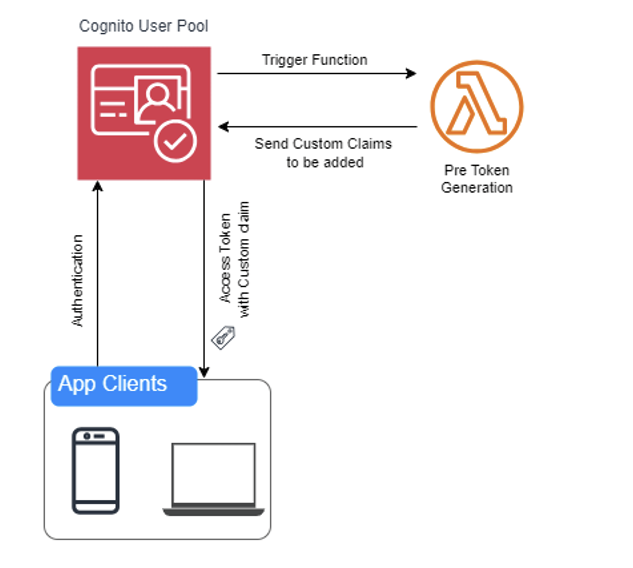 Cognito User Pool
Trigger Function
Send Custom Claims
to be added
Pre Token
Generation
Authentication
Access Token
with Custom claim
App Clients